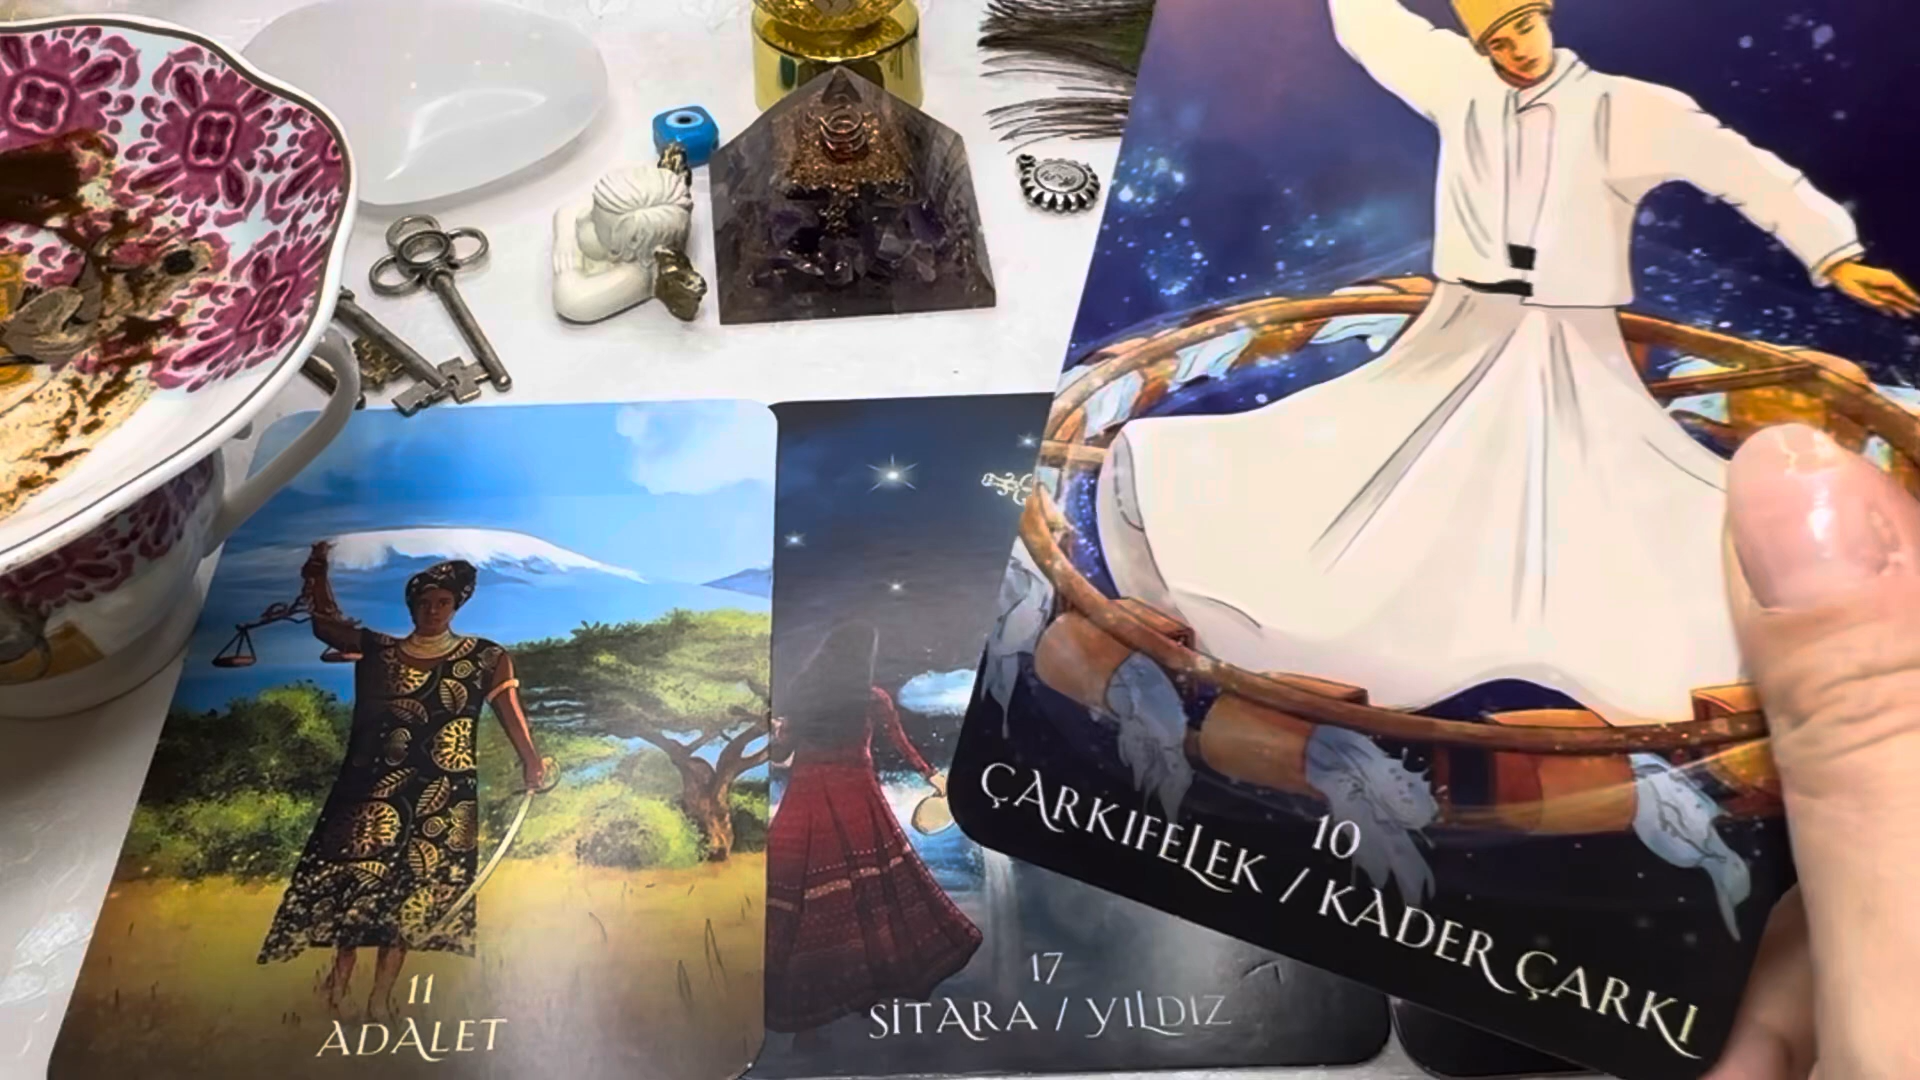 11
ADALET
17
SİTARA / YILDIZ
10
ÇARKIFELEK / KADER ÇARKI